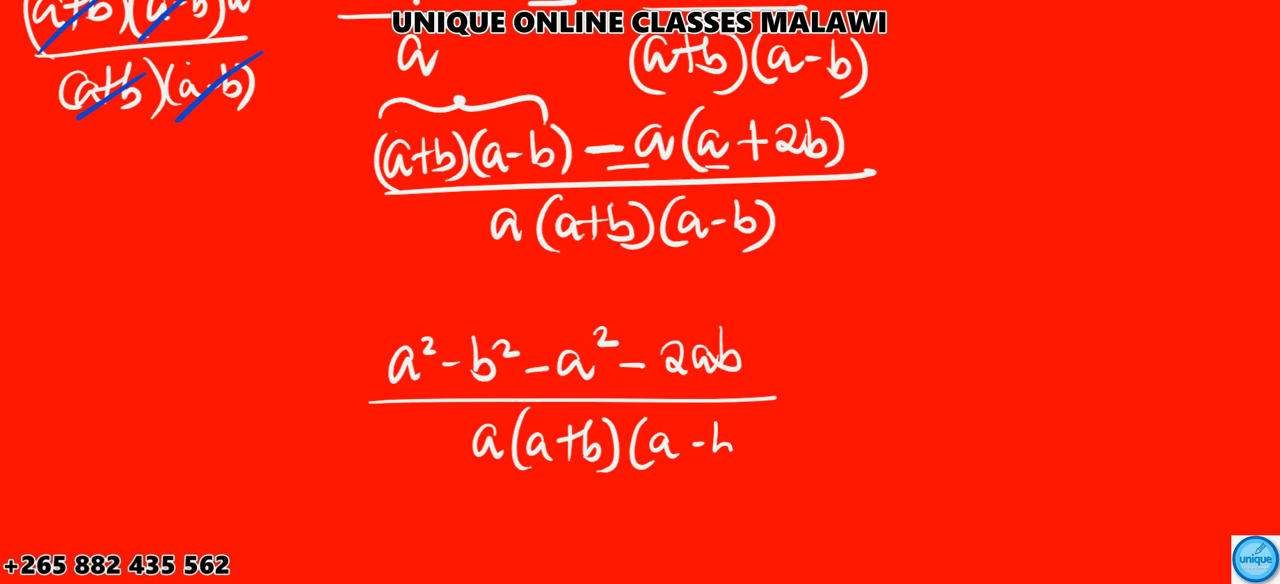 UNIQUE ONLINE CLASSES MALAWI
(a+b)(a-b)a
(a+b)(a-b)
a
(a+b)(a-b)
(a+b)(a-b) - a(a+2b)
a(a+b)(a-b)
a² - b² - a² - 2ab
a(a+b)(a-
+265 882 435 562
unique